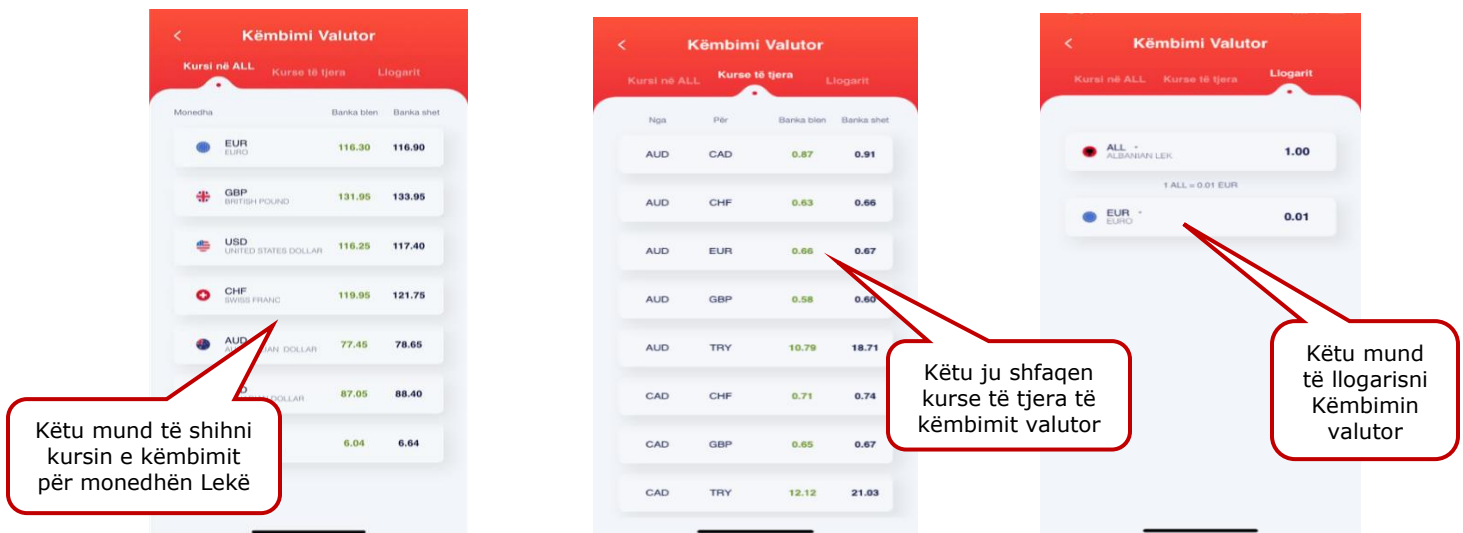 Këmbimi Valutor
Kursi në ALL Kurse të tjera Llogarit
Monedha Banka blen Banka shet
EUR 116.30 116.90
EURO
GBP 131.95 133.95
BRITISH POUND
USD 116.25 117.40
UNITED STATES DOLLAR
CHF 119.95 121.75
SWISS FRANC
AUD 77.45 78.65
DOLLAR
87.05 88.40
DOLLAR
6.04 6.64
Këtu mund të shihni
kursin e këmbimit
për monedhën Lekë
Këmbimi Valutor
Kursi në ALL Kurse të tjera Llogarit
Nga Për Banka blen Banka shet
AUD CAD 0.87 0.91
AUD CHF 0.63 0.66
AUD EUR 0.66 0.67
AUD GBP 0.58 0.60
AUD TRY 10.79 18.71
CAD CHF 0.71 0.74
CAD GBP 0.65 0.67
CAD TRY 12.12 21.03
Këtu ju shfaqen
kurse të tjera të
këmbimit valutor
Këmbimi Valutor
Kursi në ALL Kurse të tjera Llogarit
ALL 1.00
ALBANIAN LEK
1 ALL = 0.01 EUR
EUR 0.01
EURO
Këtu mund
të llogarisni
Këmbimin
valutor